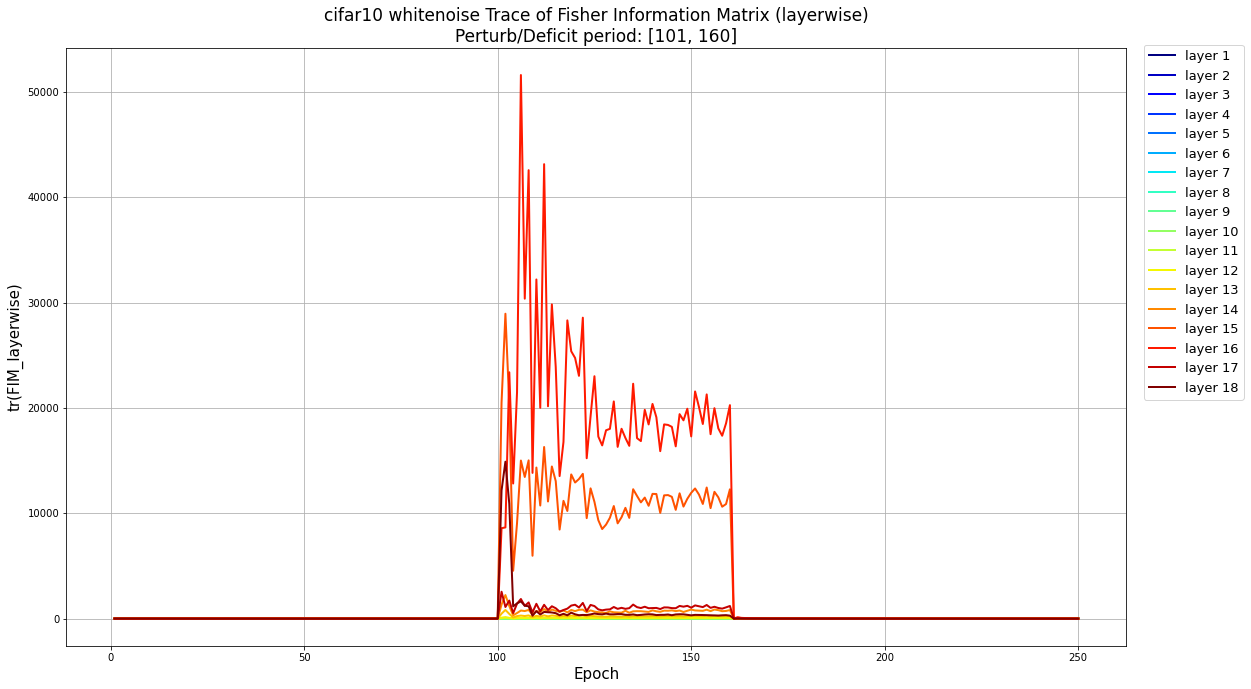 cifar10 whitenoise Trace of Fisher Information Matrix (layerwise)
Perturb/Deficit period: [101, 160]
tr(FIM_layerwise)
50000
40000
30000
20000
10000
0
0
50
100
150
200
250
Epoch
layer 1
layer 2
layer 3
layer 4
layer 5
layer 6
layer 7
layer 8
layer 9
layer 10
layer 11
layer 12
layer 13
layer 14
layer 15
layer 16
layer 17
layer 18